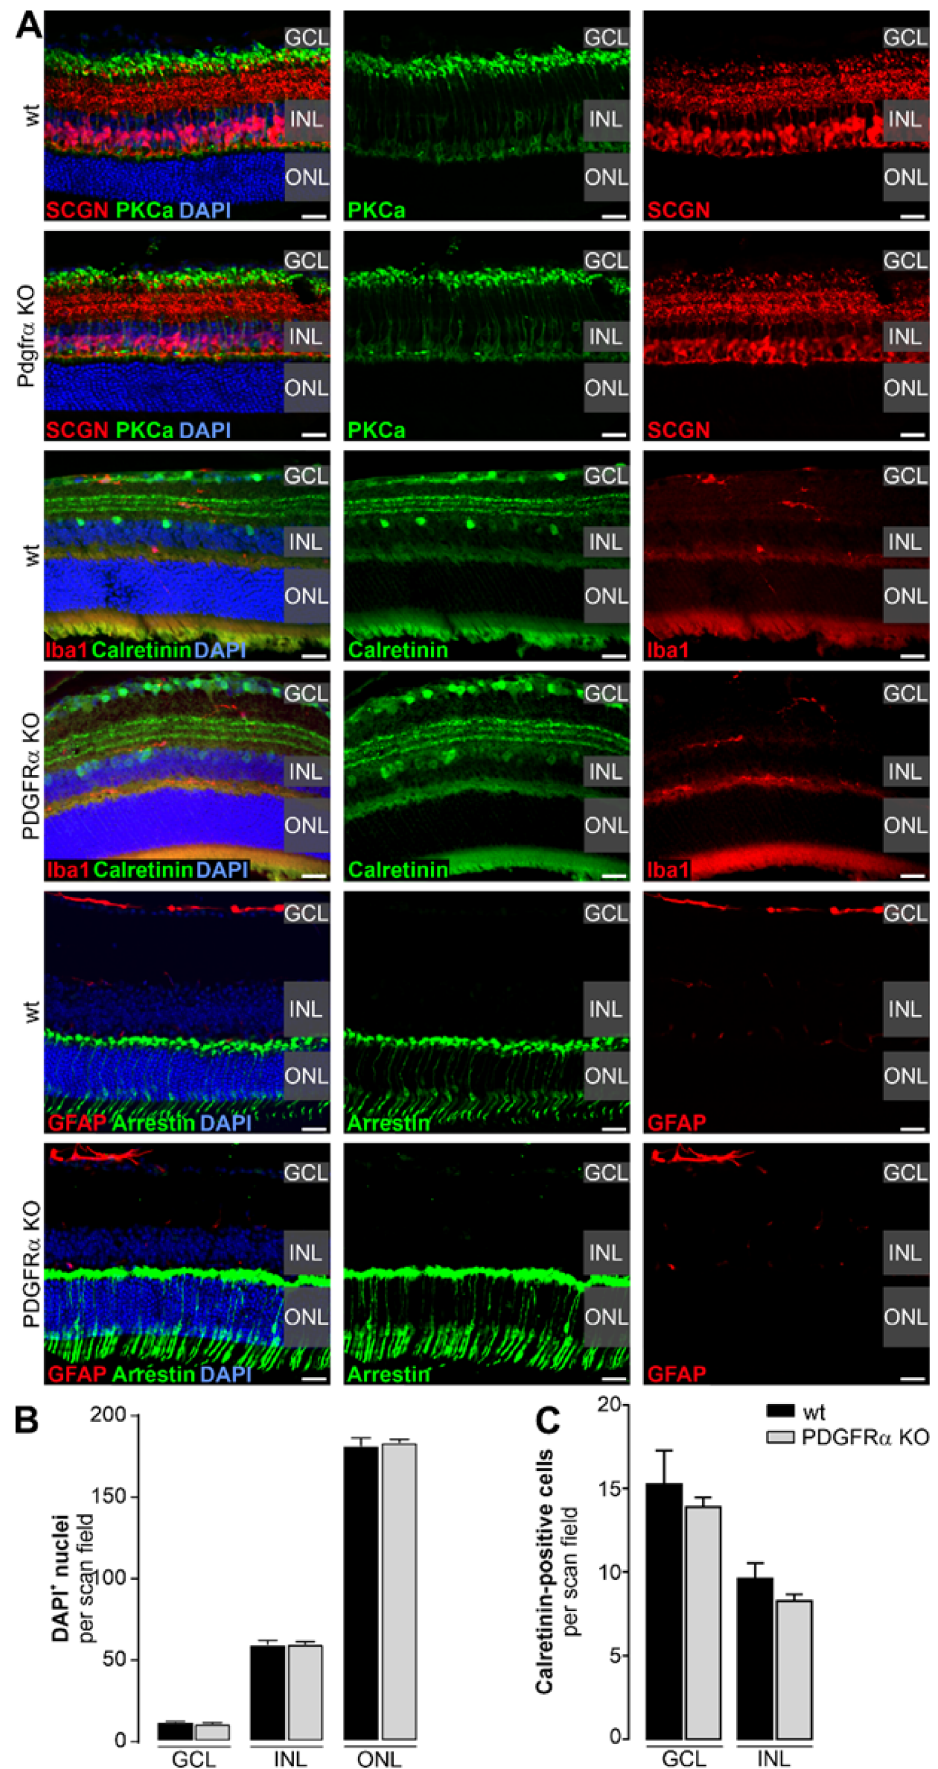 A
wt
GCL
INL
ONL
SCGN PKCa DAPI
GCL
INL
ONL
PKCa
GCL
INL
ONL
SCGN
Pdgfrα KO
GCL
INL
ONL
SCGN PKCa DAPI
GCL
INL
ONL
PKCa
GCL
INL
ONL
SCGN
wt
GCL
INL
ONL
Iba1 Calretinin DAPI
GCL
INL
ONL
Calretinin
GCL
INL
ONL
Iba1
PDGFRα KO
GCL
INL
ONL
Iba1 Calretinin DAPI
GCL
INL
ONL
Calretinin
GCL
INL
ONL
Iba1
wt
GCL
INL
ONL
GFAP Arrestin DAPI
GCL
INL
ONL
Arrestin
GCL
INL
ONL
GFAP
PDGFRα KO
GCL
INL
ONL
GFAP Arrestin DAPI
GCL
INL
ONL
Arrestin
GCL
INL
ONL
GFAP
B
DAPI+ nuclei
per scan field
200
150
100
50
0
GCL INL ONL
C
Calretinin-positive cells
per scan field
20
15
10
5
0
wt
PDGFRα KO
GCL INL